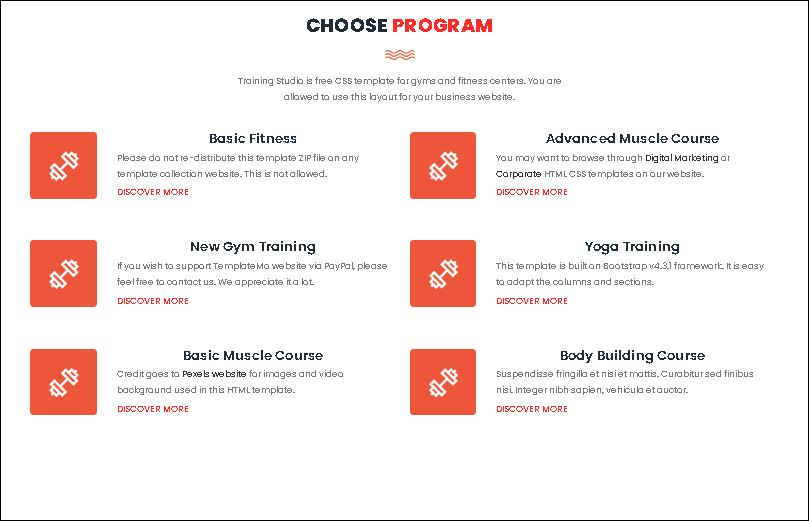 CHOOSE PROGRAM
Training Studio is free CSS template for gyms and fitness centers. You are
allowed to use this layout for your business website.
Basic Fitness
Please do not re-distribute this template ZIP file on any
template collection website. This is not allowed.
DISCOVER MORE
Advanced Muscle Course
You may want to browse through Digital Marketing or
Corporate HTML CSS templates on our website.
DISCOVER MORE
New Gym Training
If you wish to support TemplateMo website via PayPal, please
feel free to contact us. We appreciate it a lot.
DISCOVER MORE
Yoga Training
This template is built on Bootstrap v4.3.1 framework. It is easy
to adapt the columns and sections.
DISCOVER MORE
Basic Muscle Course
Credit goes to Pexels website for images and video
background used in this HTML template.
DISCOVER MORE
Body Building Course
Suspendisse fringilla et nisi et mattis. Curabitur sed finibus
nisi. Integer nibh sapien, vehicula et auctor.
DISCOVER MORE